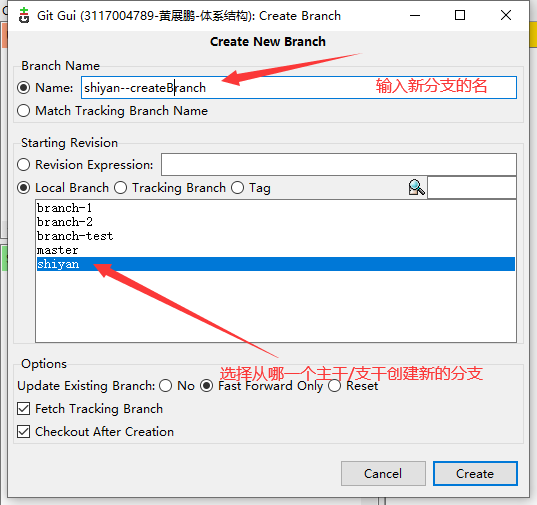 Git Gui (3117004789-黄展鹏-体系结构): Create Branch
Create New Branch
Branch Name
Name: shiyan--createBranch
输入新分支的名
Match Tracking Branch Name
Starting Revision
Revision Expression:
Local Branch Tracking Branch Tag
branch-1
branch-2
branch-test
master
shiyan
选择从哪一个主干/支干创建新的分支
Options
Update Existing Branch: No Fast Forward Only Reset
Fetch Tracking Branch
Checkout After Creation
Cancel Create